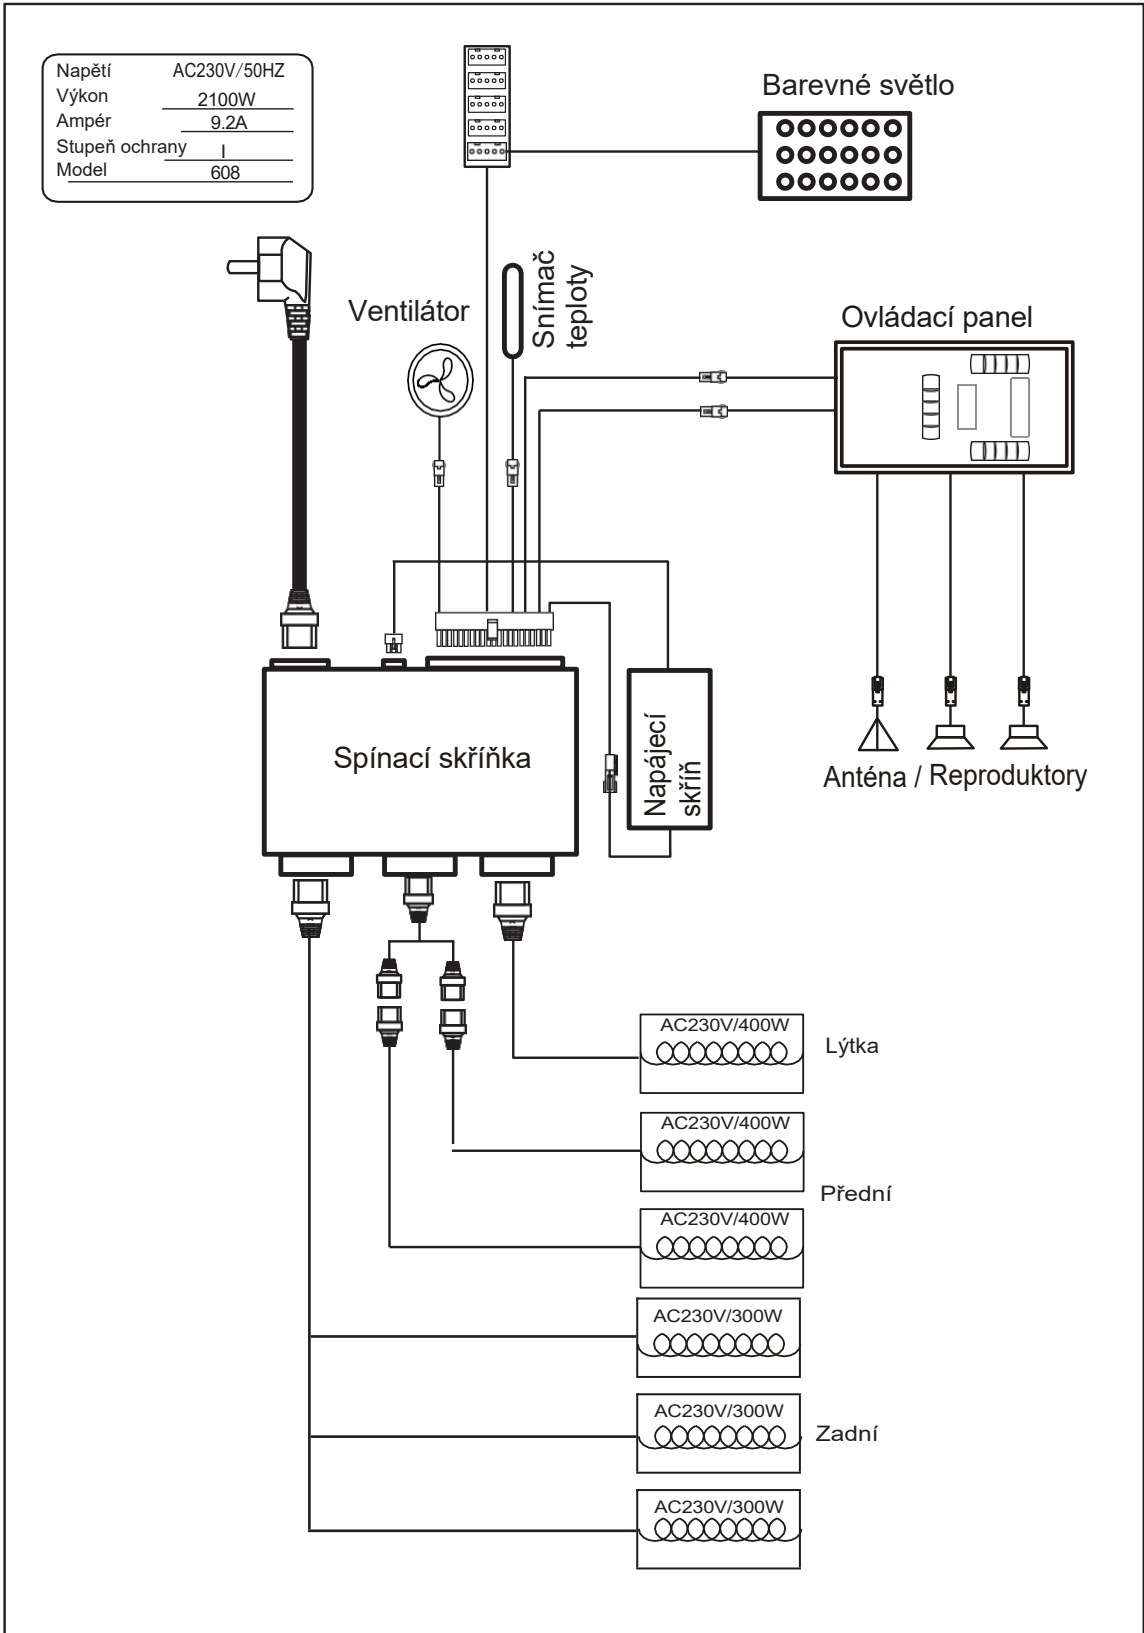 Napětí AC230V/50HZ
Výkon 2100W
Ampér 9.2A
Stupeň ochrany I
Model 608
Barevné světlo
Ventilátor
Snímač
teploty
Ovládací panel
Spínací skříňka
Napájecí
skříň
Anténa / Reproduktory
AC230V/400W
Lýtka
AC230V/400W
Přední
AC230V/400W
AC230V/300W
AC230V/300W
Zadní
AC230V/300W